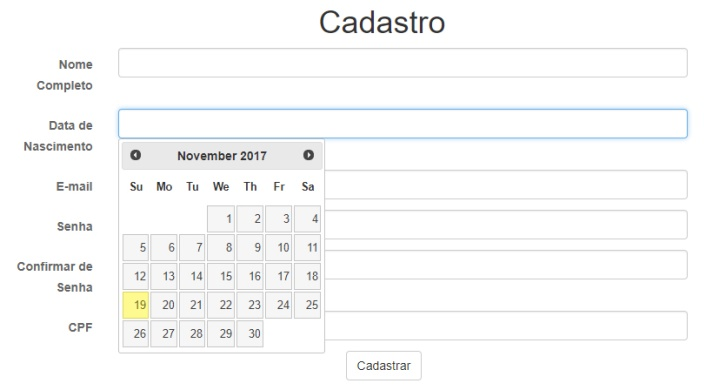 Cadastro
Nome
Completo
Data de
Nascimento
November 2017
Su Mo Tu We Th Fr Sa
1 2 3 4
5 6 7 8 9 10 11
12 13 14 15 16 17 18
19 20 21 22 23 24 25
26 27 28 29 30
E-mail
Senha
Confirmar de
Senha
CPF
Cadastrar